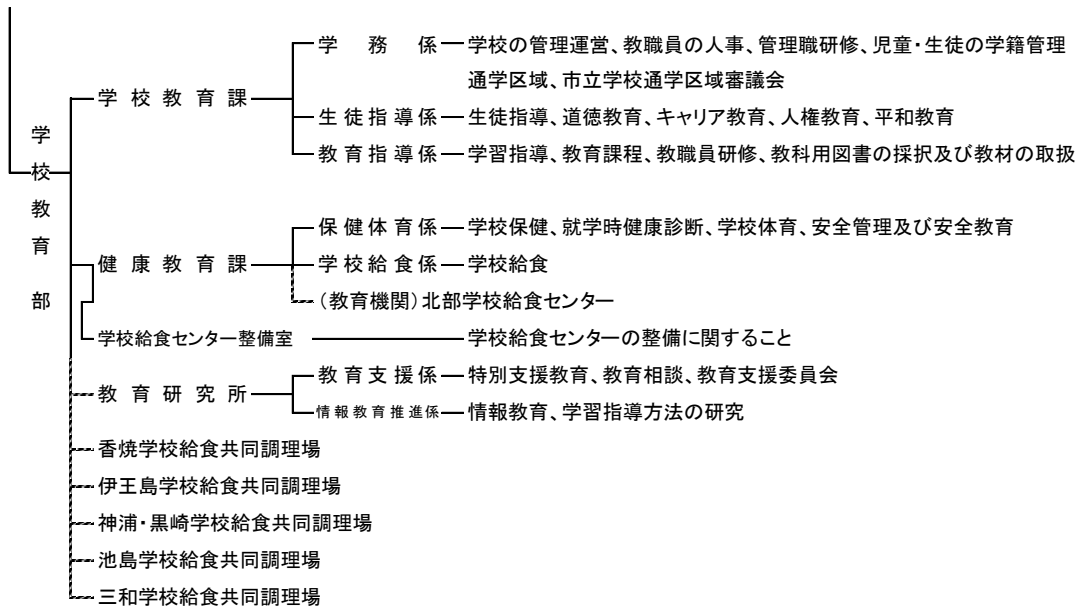 学校教育部
学校教育課
学務係 学校の管理運営、教職員の人事、管理職研修、児童・生徒の学籍管理
通学区域、市立学校通学区域審議会
生徒指導係 生徒指導、道徳教育、キャリア教育、人権教育、平和教育
教育指導係 学習指導、教育課程、教職員研修、教科用図書の採択及び教材の取扱
健康教育課
保健体育係 学校保健、就学時健康診断、学校体育、安全管理及び安全教育
学校給食係 学校給食
（教育機関）北部学校給食センター
学校給食センター整備室 学校給食センターの整備に関すること
教育研究所
教育支援係 特別支援教育、教育相談、教育支援委員会
情報教育推進係 情報教育、学習指導方法の研究
香焼学校給食共同調理場
伊王島学校給食共同調理場
神浦・黒崎学校給食共同調理場
池島学校給食共同調理場
三和学校給食共同調理場